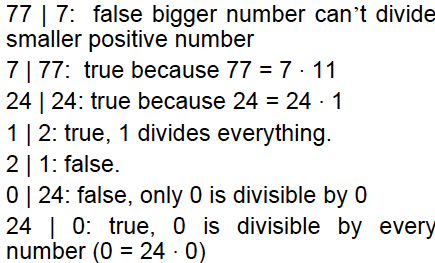 77 | 7:  false bigger number can’t divide
smaller positive number
7 | 77:  true because 77 = 7 · 11
24 | 24: true because 24 = 24 · 1
1 | 2: true, 1 divides everything.
2 | 1: false.
0 | 24: false, only 0 is divisible by 0
24 | 0: true, 0 is divisible by every
number (0 = 24 · 0)